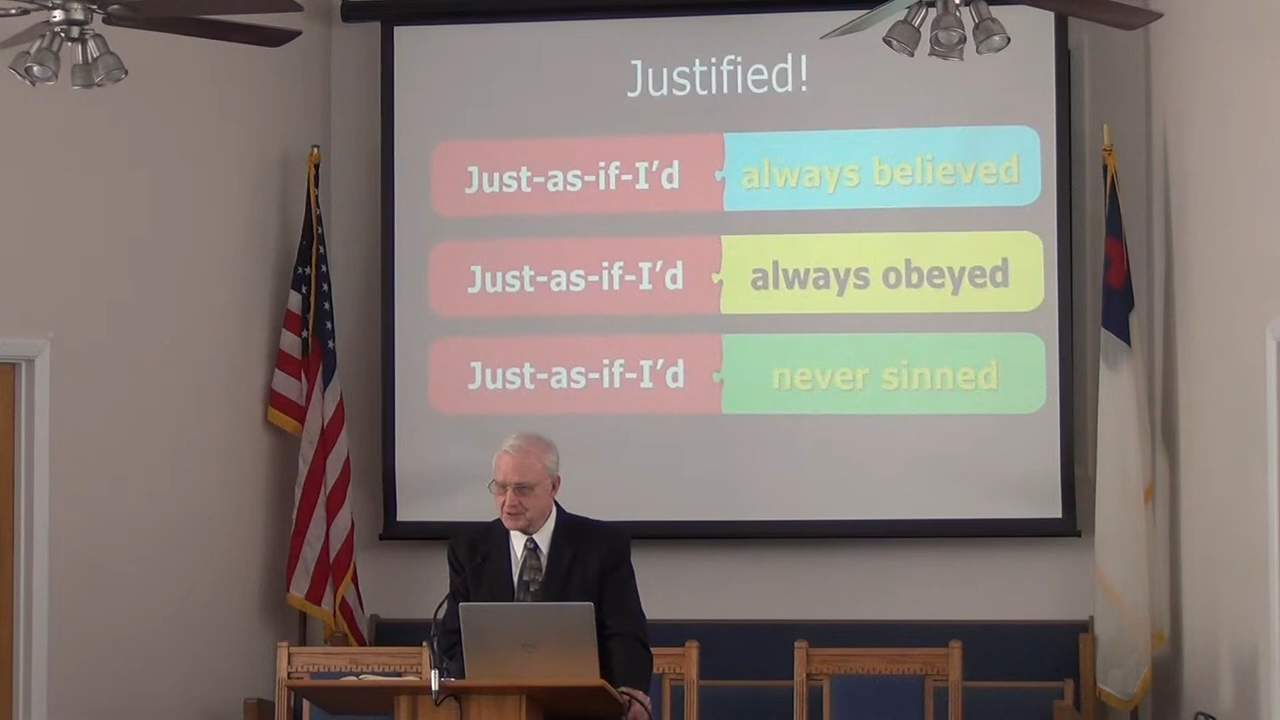 Justified!
Just-as-if-I'd always believed
Just-as-if-I'd always obeyed
Just-as-if-I'd never sinned